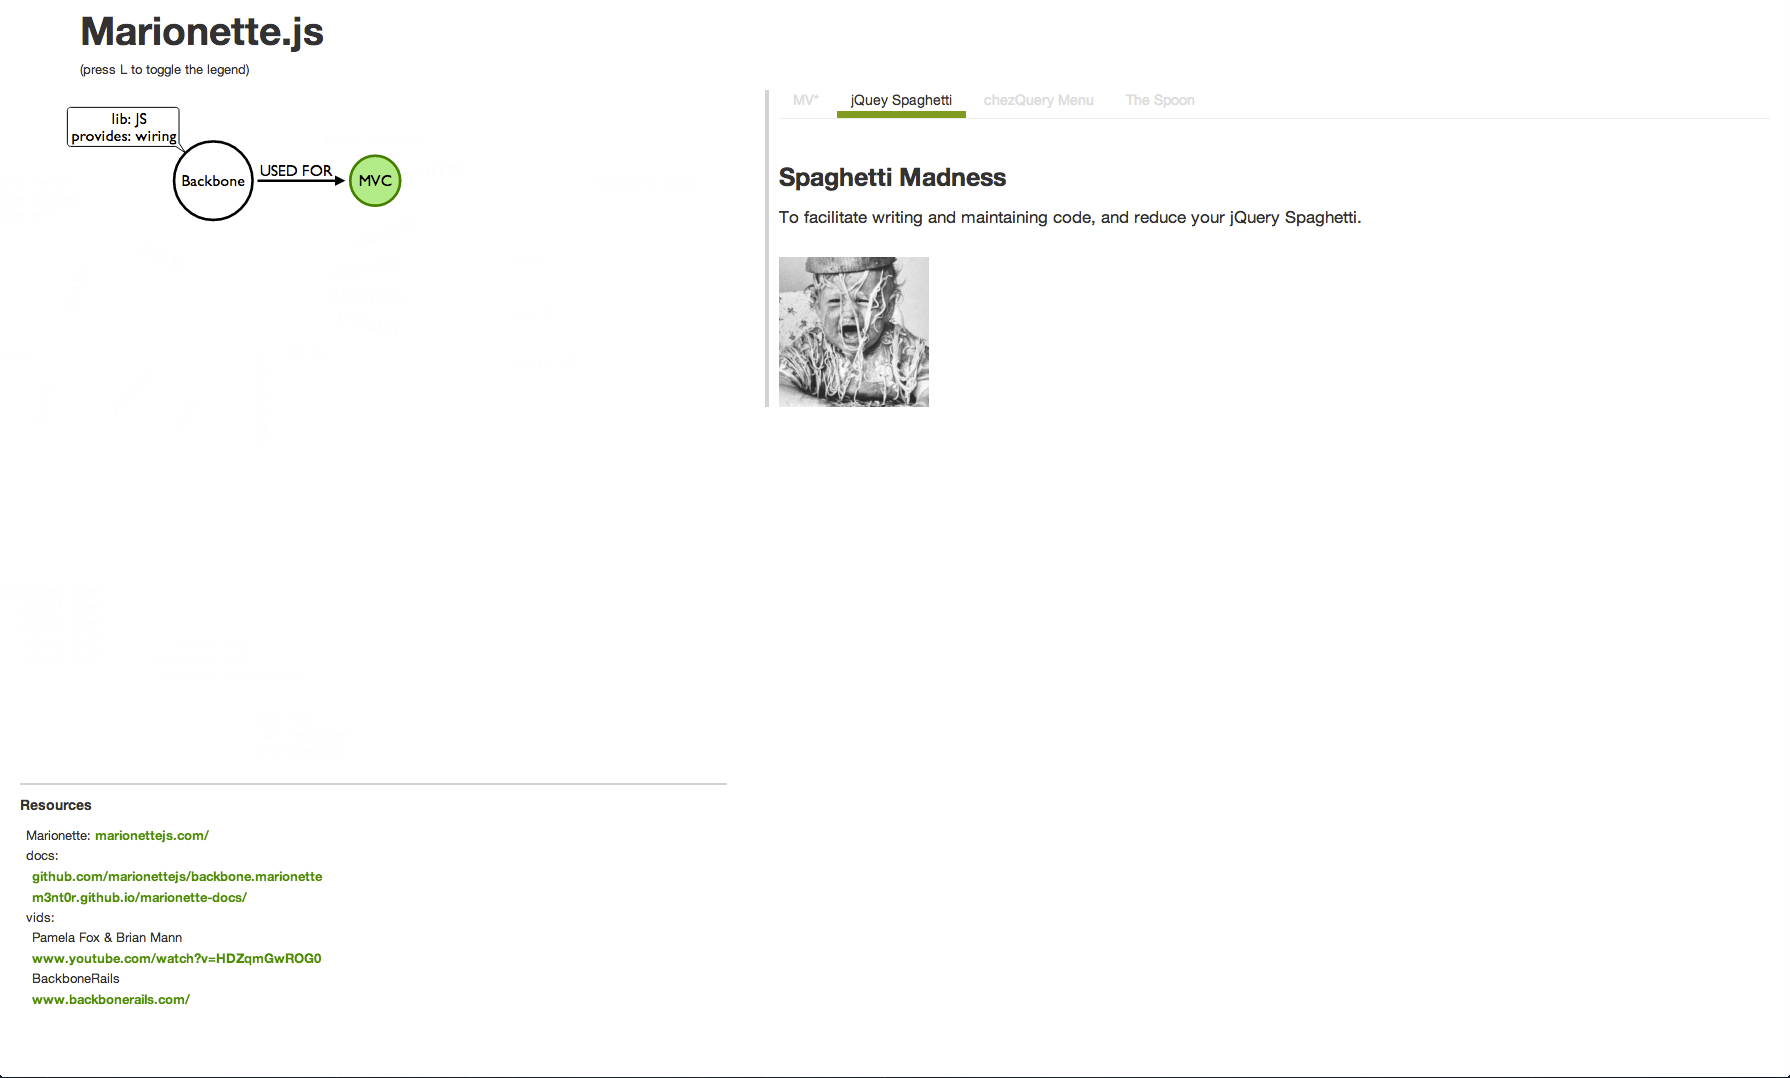 Marionette.js
(press L to toggle the legend)
lib: JS
provides: wiring
Backbone
USED FOR
MVC
MV*
jQuey Spaghetti
chezQuery Menu
The Spoon
Spaghetti Madness
To facilitate writing and maintaining code, and reduce your jQuery Spaghetti.
Resources
Marionette: marionettejs.com/
docs:
github.com/marionettejs/backbone.marionette
m3nt0r.github.io/marionette-docs/
vids:
Pamela Fox & Brian Mann
www.youtube.com/watch?v=HDZqmGwROG0
BackboneRails
www.backbonerails.com/